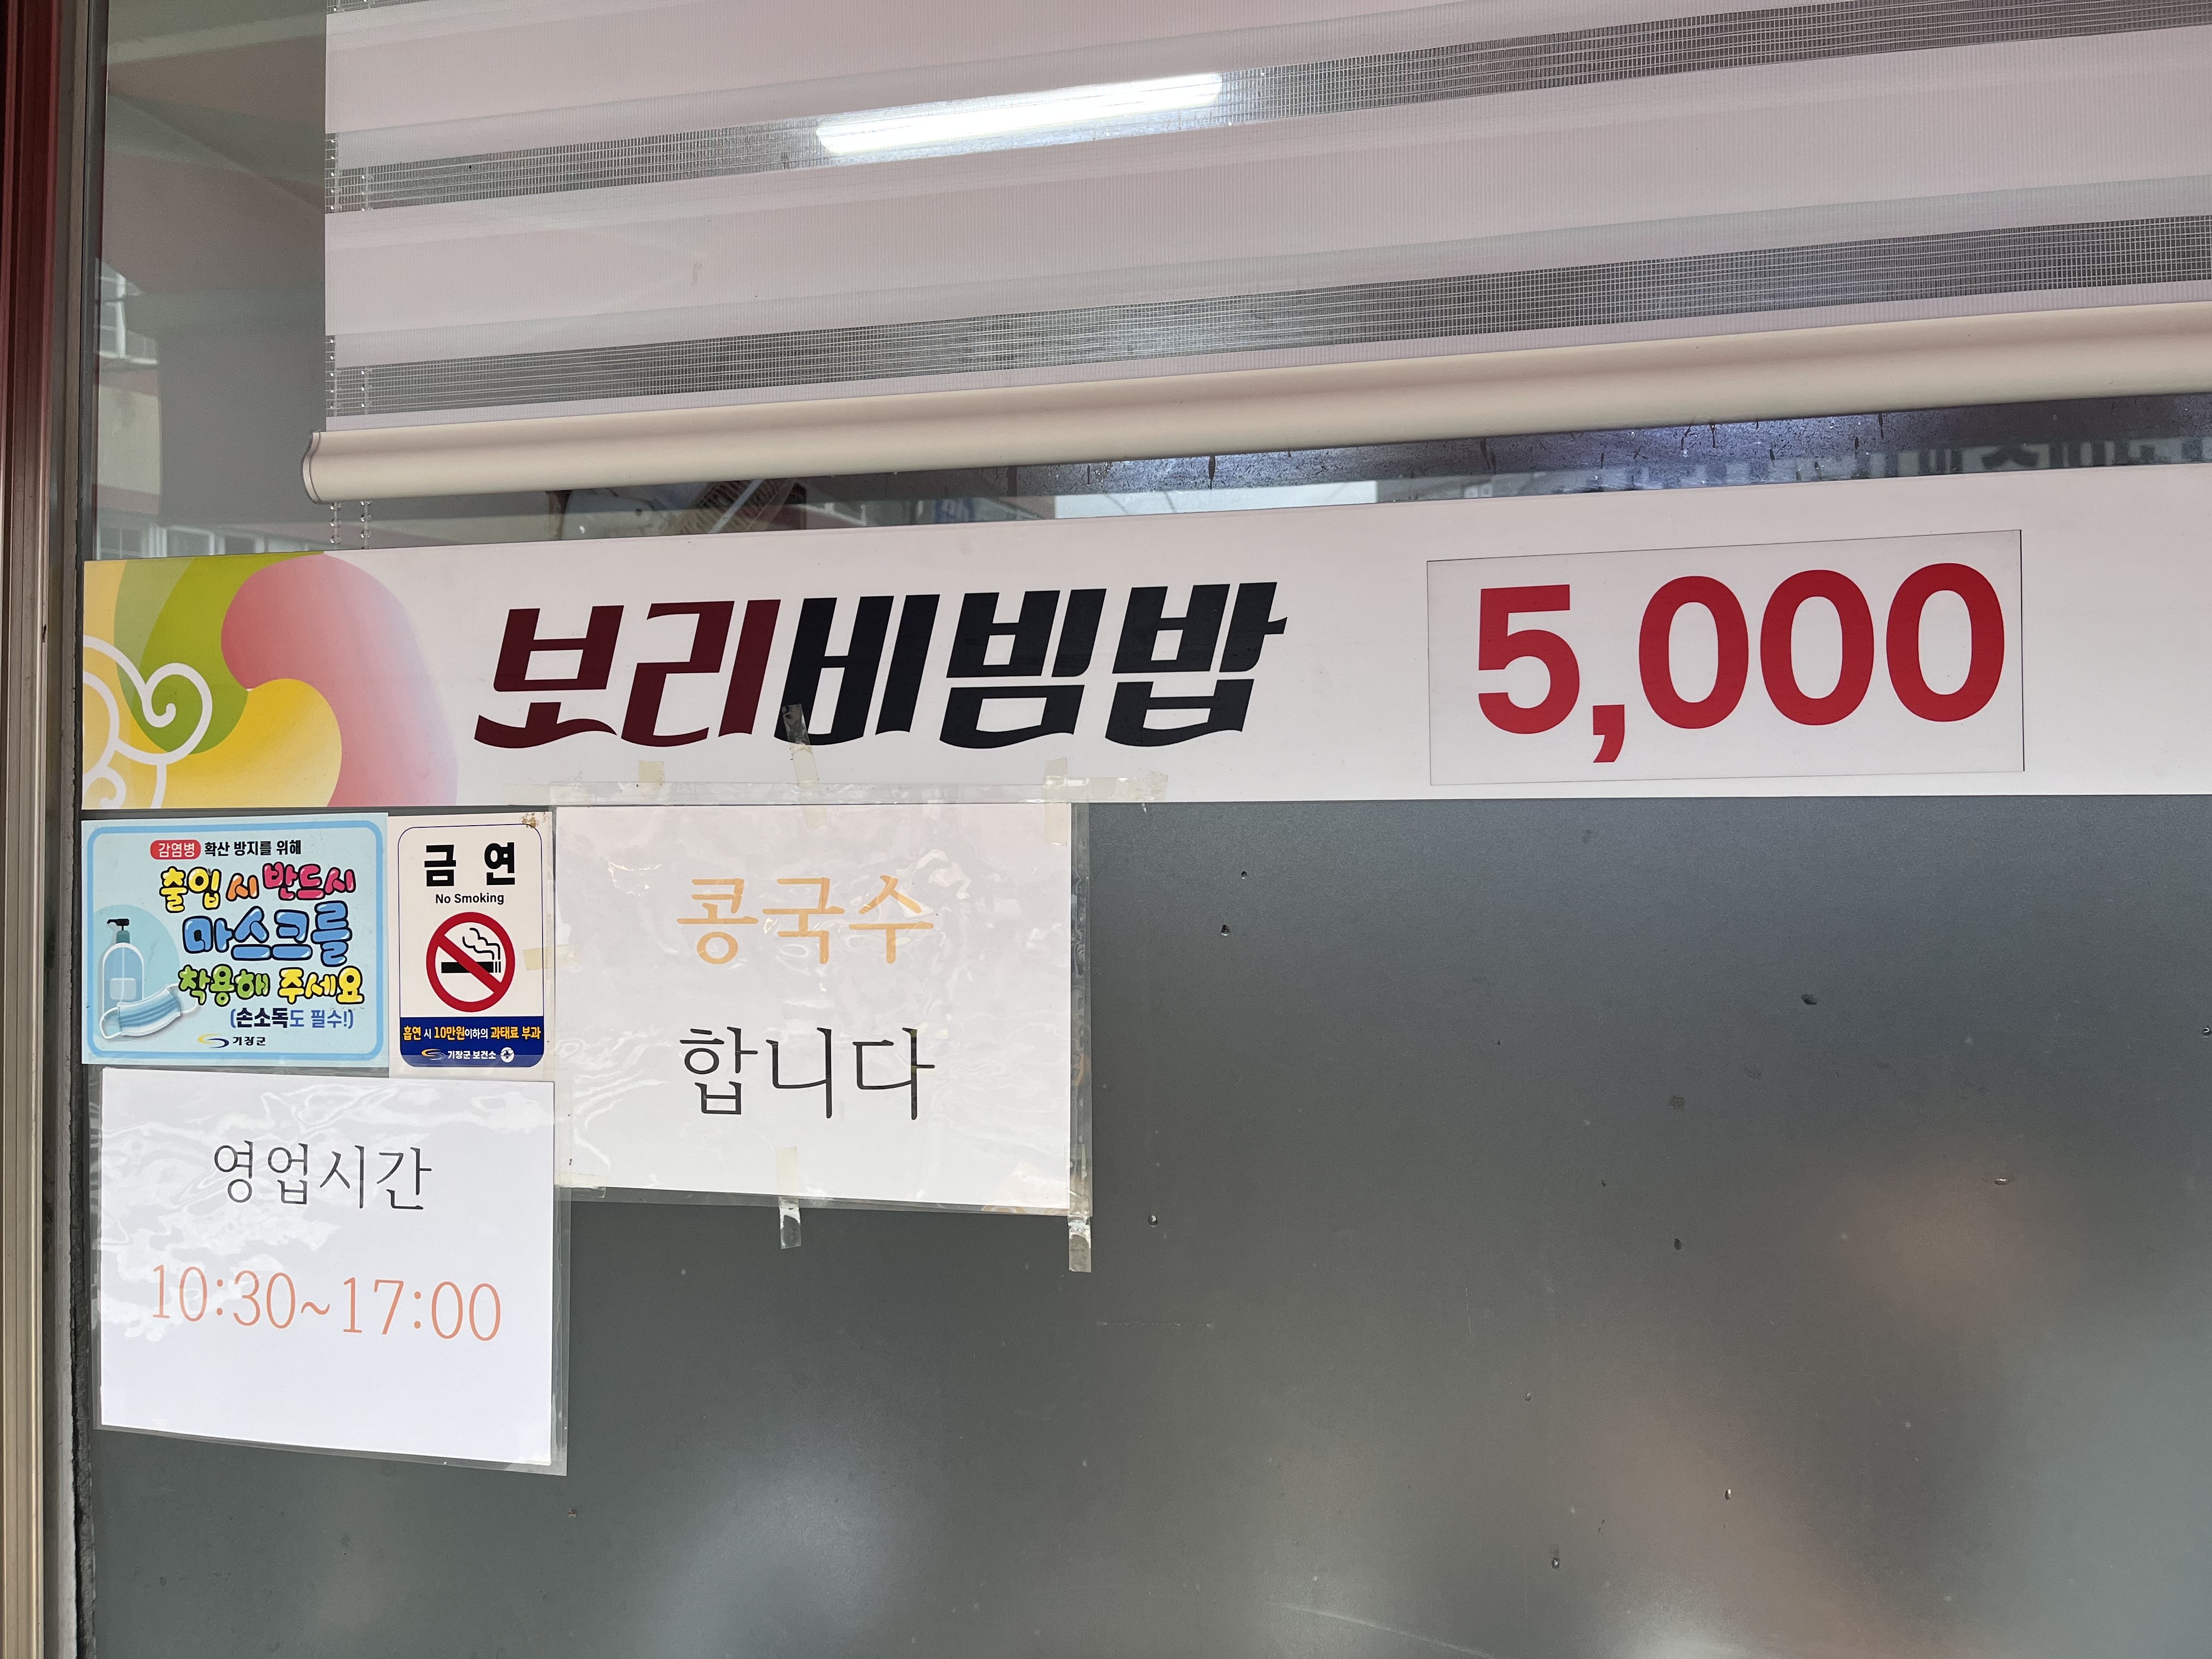 보리비빔밥 5,000
감염병 확산 방지를 위해
출입 시 반드시
마스크를
착용해 주세요
(손소독도 필수!)
기장군
금 연
No Smoking
흡연 시 10만원이하의 과태료 부과
기장군 보건소
콩국수
합니다
영업시간
10:30~17:00